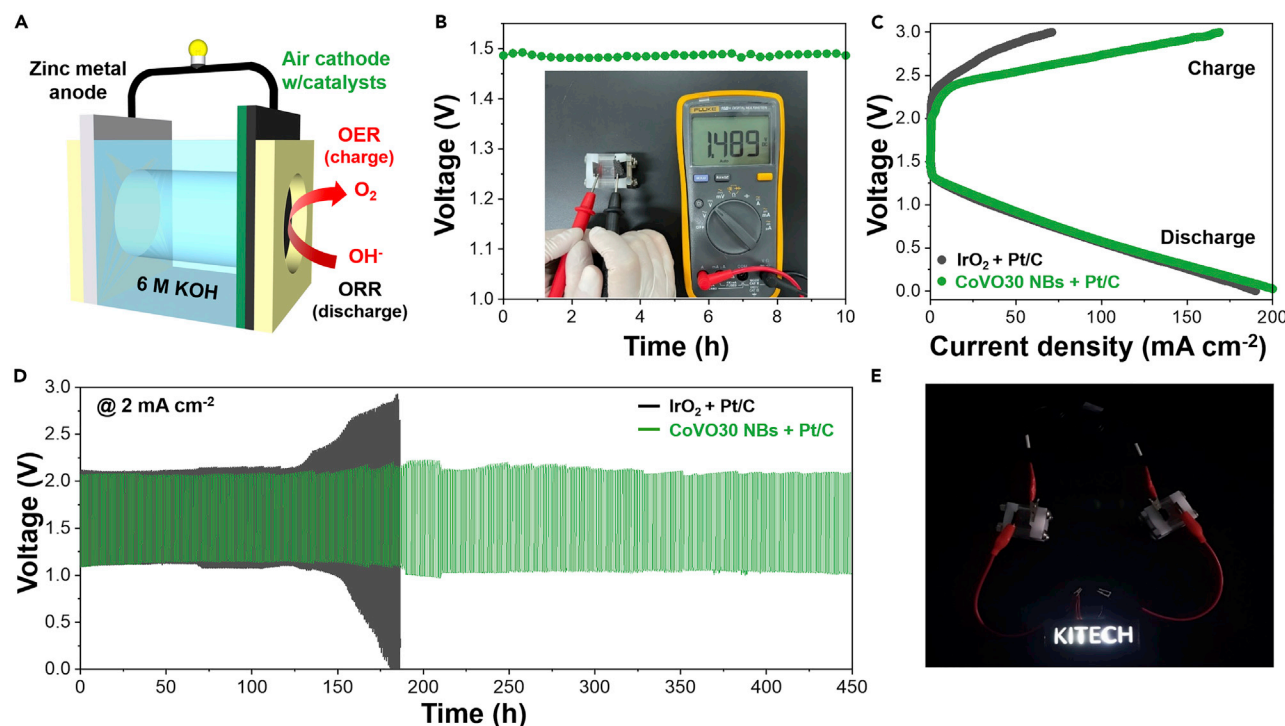 A
Zinc metal
anode
Air cathode
w/catalysts
OER
(charge)
O₂
OH⁻
ORR
(discharge)
6 M KOH
B
Voltage (V)
1.6
1.5
1.4
1.3
1.2
1.1
1.0
FLUKE
1.489
0
2
4
6
8
10
Time (h)
C
Voltage (V)
3.0
2.5
2.0
1.5
1.0
0.5
0.0
Charge
Discharge
IrO₂ + Pt/C
CoVO30 NBs + Pt/C
0
50
100
150
200
Current density (mA cm⁻²)
D
Voltage (V)
3.0
2.5
2.0
1.5
1.0
0.5
0.0
@ 2 mA cm⁻²
IrO₂ + Pt/C
CoVO30 NBs + Pt/C
0
50
100
150
200
250
300
350
400
450
Time (h)
E
KITECH